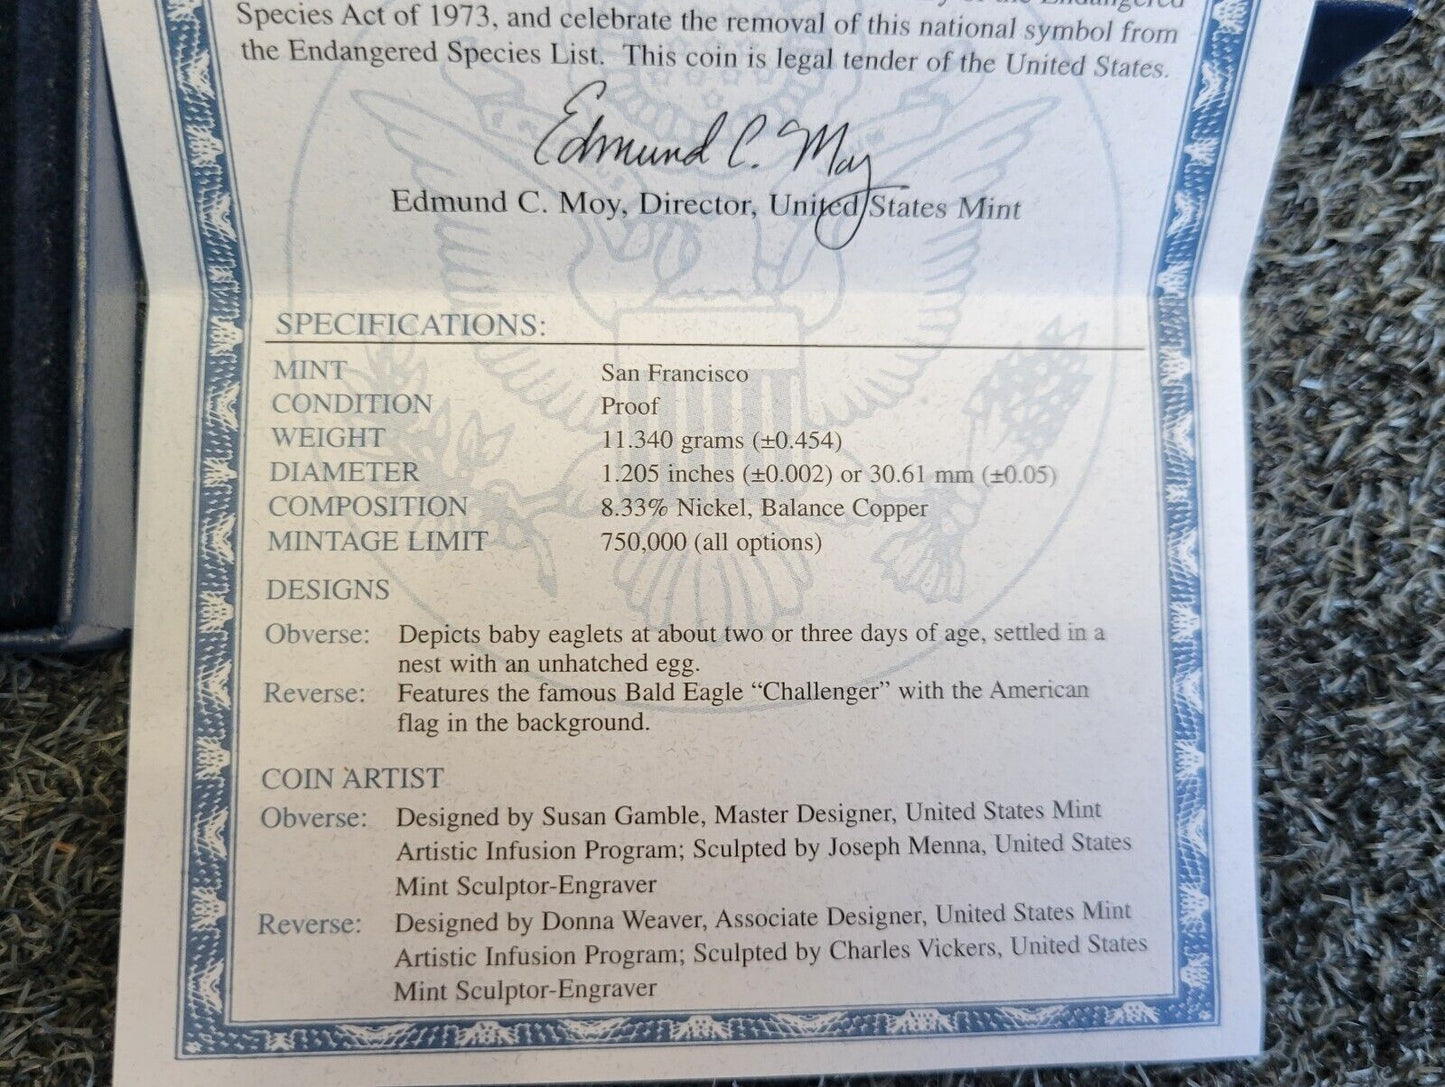 Endangered
Species Act of 1973, and celebrate the removal of this national symbol from
the Endangered Species List. This coin is legal tender of the United States.
Edmund C. Moy
Edmund C. Moy, Director, United States Mint
SPECIFICATIONS:
MINT San Francisco
CONDITION Proof
WEIGHT 11.340 grams (±0.454)
DIAMETER 1.205 inches (±0.002) or 30.61 mm (±0.05)
COMPOSITION 8.33% Nickel, Balance Copper
MINTAGE LIMIT 750,000 (all options)
DESIGNS
Obverse: Depicts baby eaglets at about two or three days of age, settled in a
nest with an unhatched egg.
Reverse: Features the famous Bald Eagle “Challenger” with the American
flag in the background.
COIN ARTIST
Obverse: Designed by Susan Gamble, Master Designer, United States Mint
Artistic Infusion Program; Sculpted by Joseph Menna, United States
Mint Sculptor-Engraver
Reverse: Designed by Donna Weaver, Associate Designer, United States Mint
Artistic Infusion Program; Sculpted by Charles Vickers, United States
Mint Sculptor-Engraver